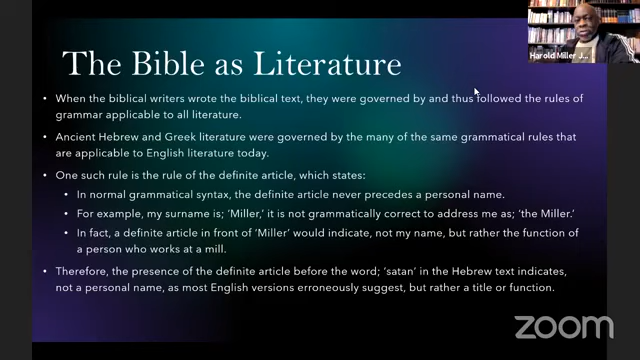 The Bible as Literature
Harold Miller J...
• When the biblical writers wrote the biblical text, they were governed by and thus followed the rules of
grammar applicable to all literature.
• Ancient Hebrew and Greek literature were governed by the many of the same grammatical rules that
are applicable to English literature today.
• One such rule is the rule of the definite article, which states:
• In normal grammatical syntax, the definite article never precedes a personal name.
• For example, my surname is; ‘Miller,’ it is not grammatically correct to address me as; ‘the Miller.’
• In fact, a definite article in front of ‘Miller’ would indicate, not my name, but rather the function of
a person who works at a mill.
• Therefore, the presence of the definite article before the word; ‘satan’ in the Hebrew text indicates,
not a personal name, as most English versions erroneously suggest, but rather a title or function.
zoom